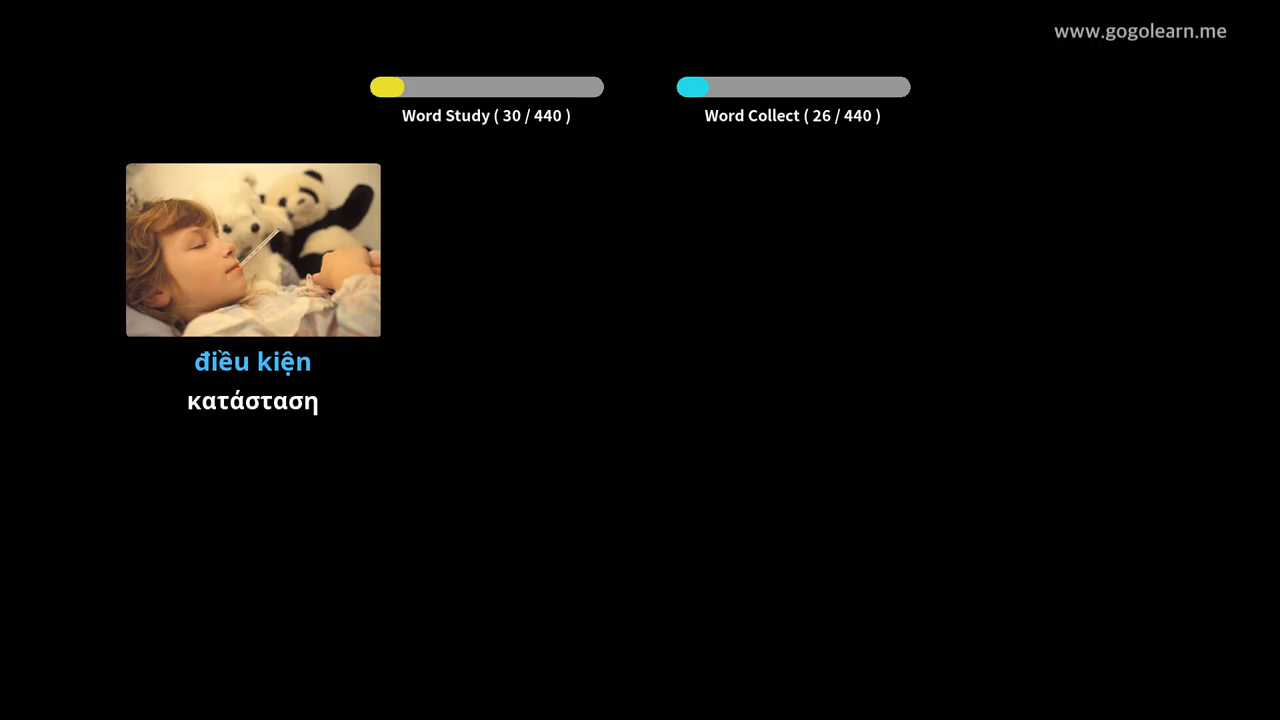 www.gogolearn.me
Word Study ( 30 / 440 )
Word Collect ( 26 / 440 )
điều kiện
κατάσταση